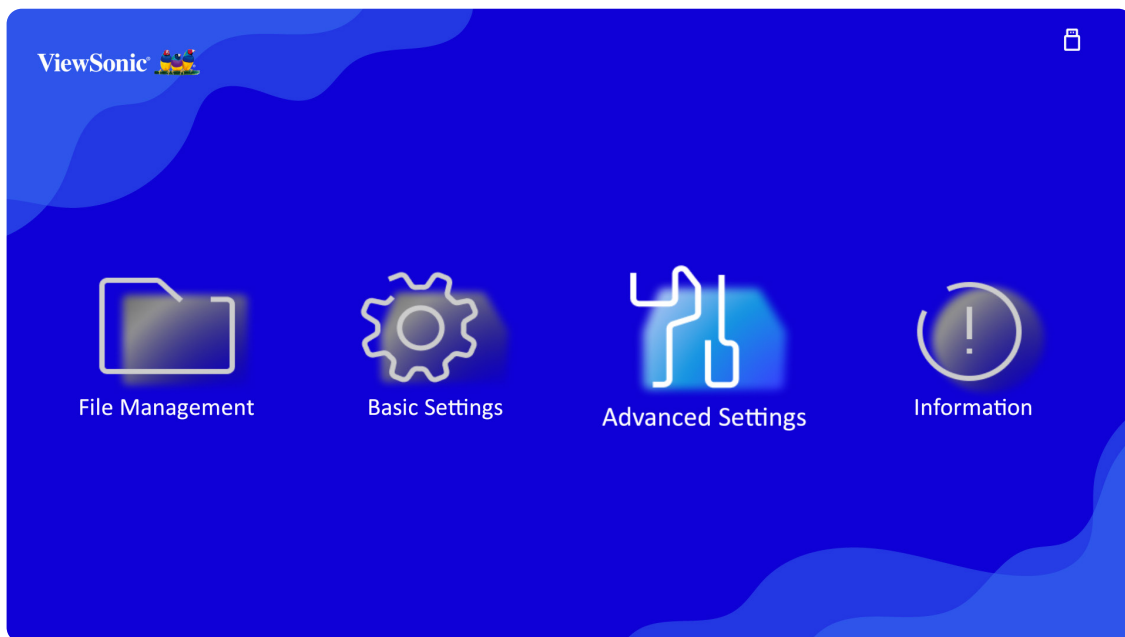 ViewSonic®
File Management
Basic Settings
Advanced Settings
Information